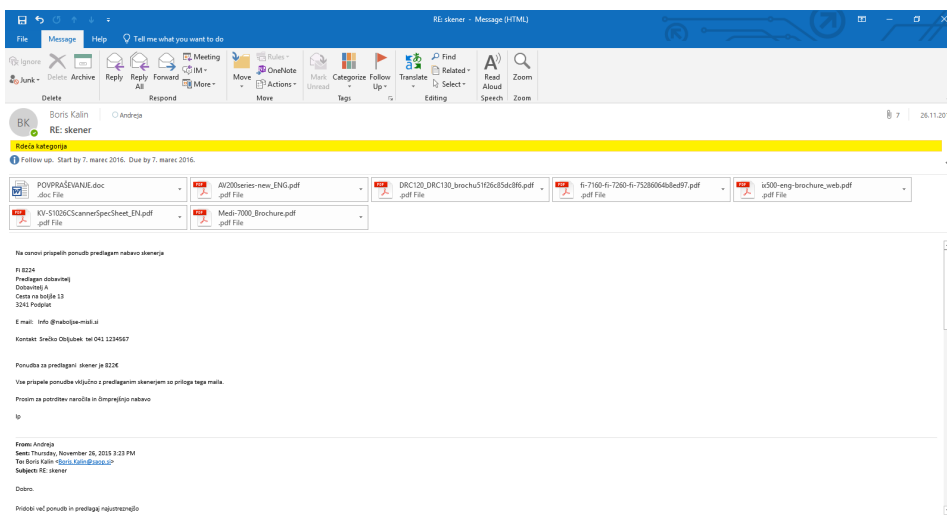 RE: skener - Message (HTML)
File Message Help Tell me what you want to do
Ignore
Junk
Delete Archive
Reply Reply All Forward
Meeting
IM
More
Move
Rules
OneNote
Actions
Mark Unread Categorize Follow Up
Translate
Find
Related
Select
Read Aloud
Zoom
Delete Respond Move Tags Editing Speech Zoom
BK
Boris Kalin Andreja
RE: skener
7 26.11.20
Rdeča kategorija
Follow up. Start by 7. marec 2016. Due by 7. marec 2016.
POVPRAŠEVANJE.doc
.doc File
AV200series-new_ENG.pdf
.pdf File
DRC120_DRC130_brochu51f26c85dc8f6.pdf
.pdf File
fi-7160-fi-7260-fi-75286064b8ed97.pdf
.pdf File
ix500-eng-brochure_web.pdf
.pdf File
KV-S1026CScannerSpecSheet_EN.pdf
.pdf File
Medi-7000_Brochure.pdf
.pdf File
Na osnovi prispelih ponudb predlagam nabavo skenerja
Fi 8224
Predlagan dobavitelj
Dobavitelj A
Cesta na boljše 13
3241 Podplat
E mail: Info @naboljse-misli.si
Kontakt Srečko Obljubek tel 041 1234567
Ponudba za predlagani skener je 822€
Vse prispele ponudbe vključno z predlaganim skenerjem so priloga tega maila.
Prosim za potrditev naročila in čimprejšnjo nabavo
lp
From: Andreja
Sent: Thursday, November 26, 2015 3:23 PM
To: Boris Kalin <Boris.Kalin@saop.si>
Subject: RE: skener
Dobro.
Pridobi več ponudb in predlagaj najustreznejšo